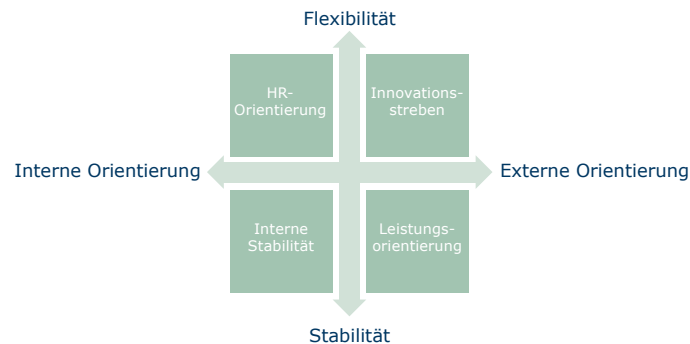 Flexibilität
HR-
Orientierung
Innovations-
streben
Interne Orientierung
Externe Orientierung
Interne
Stabilität
Leistungs-
orientierung
Stabilität